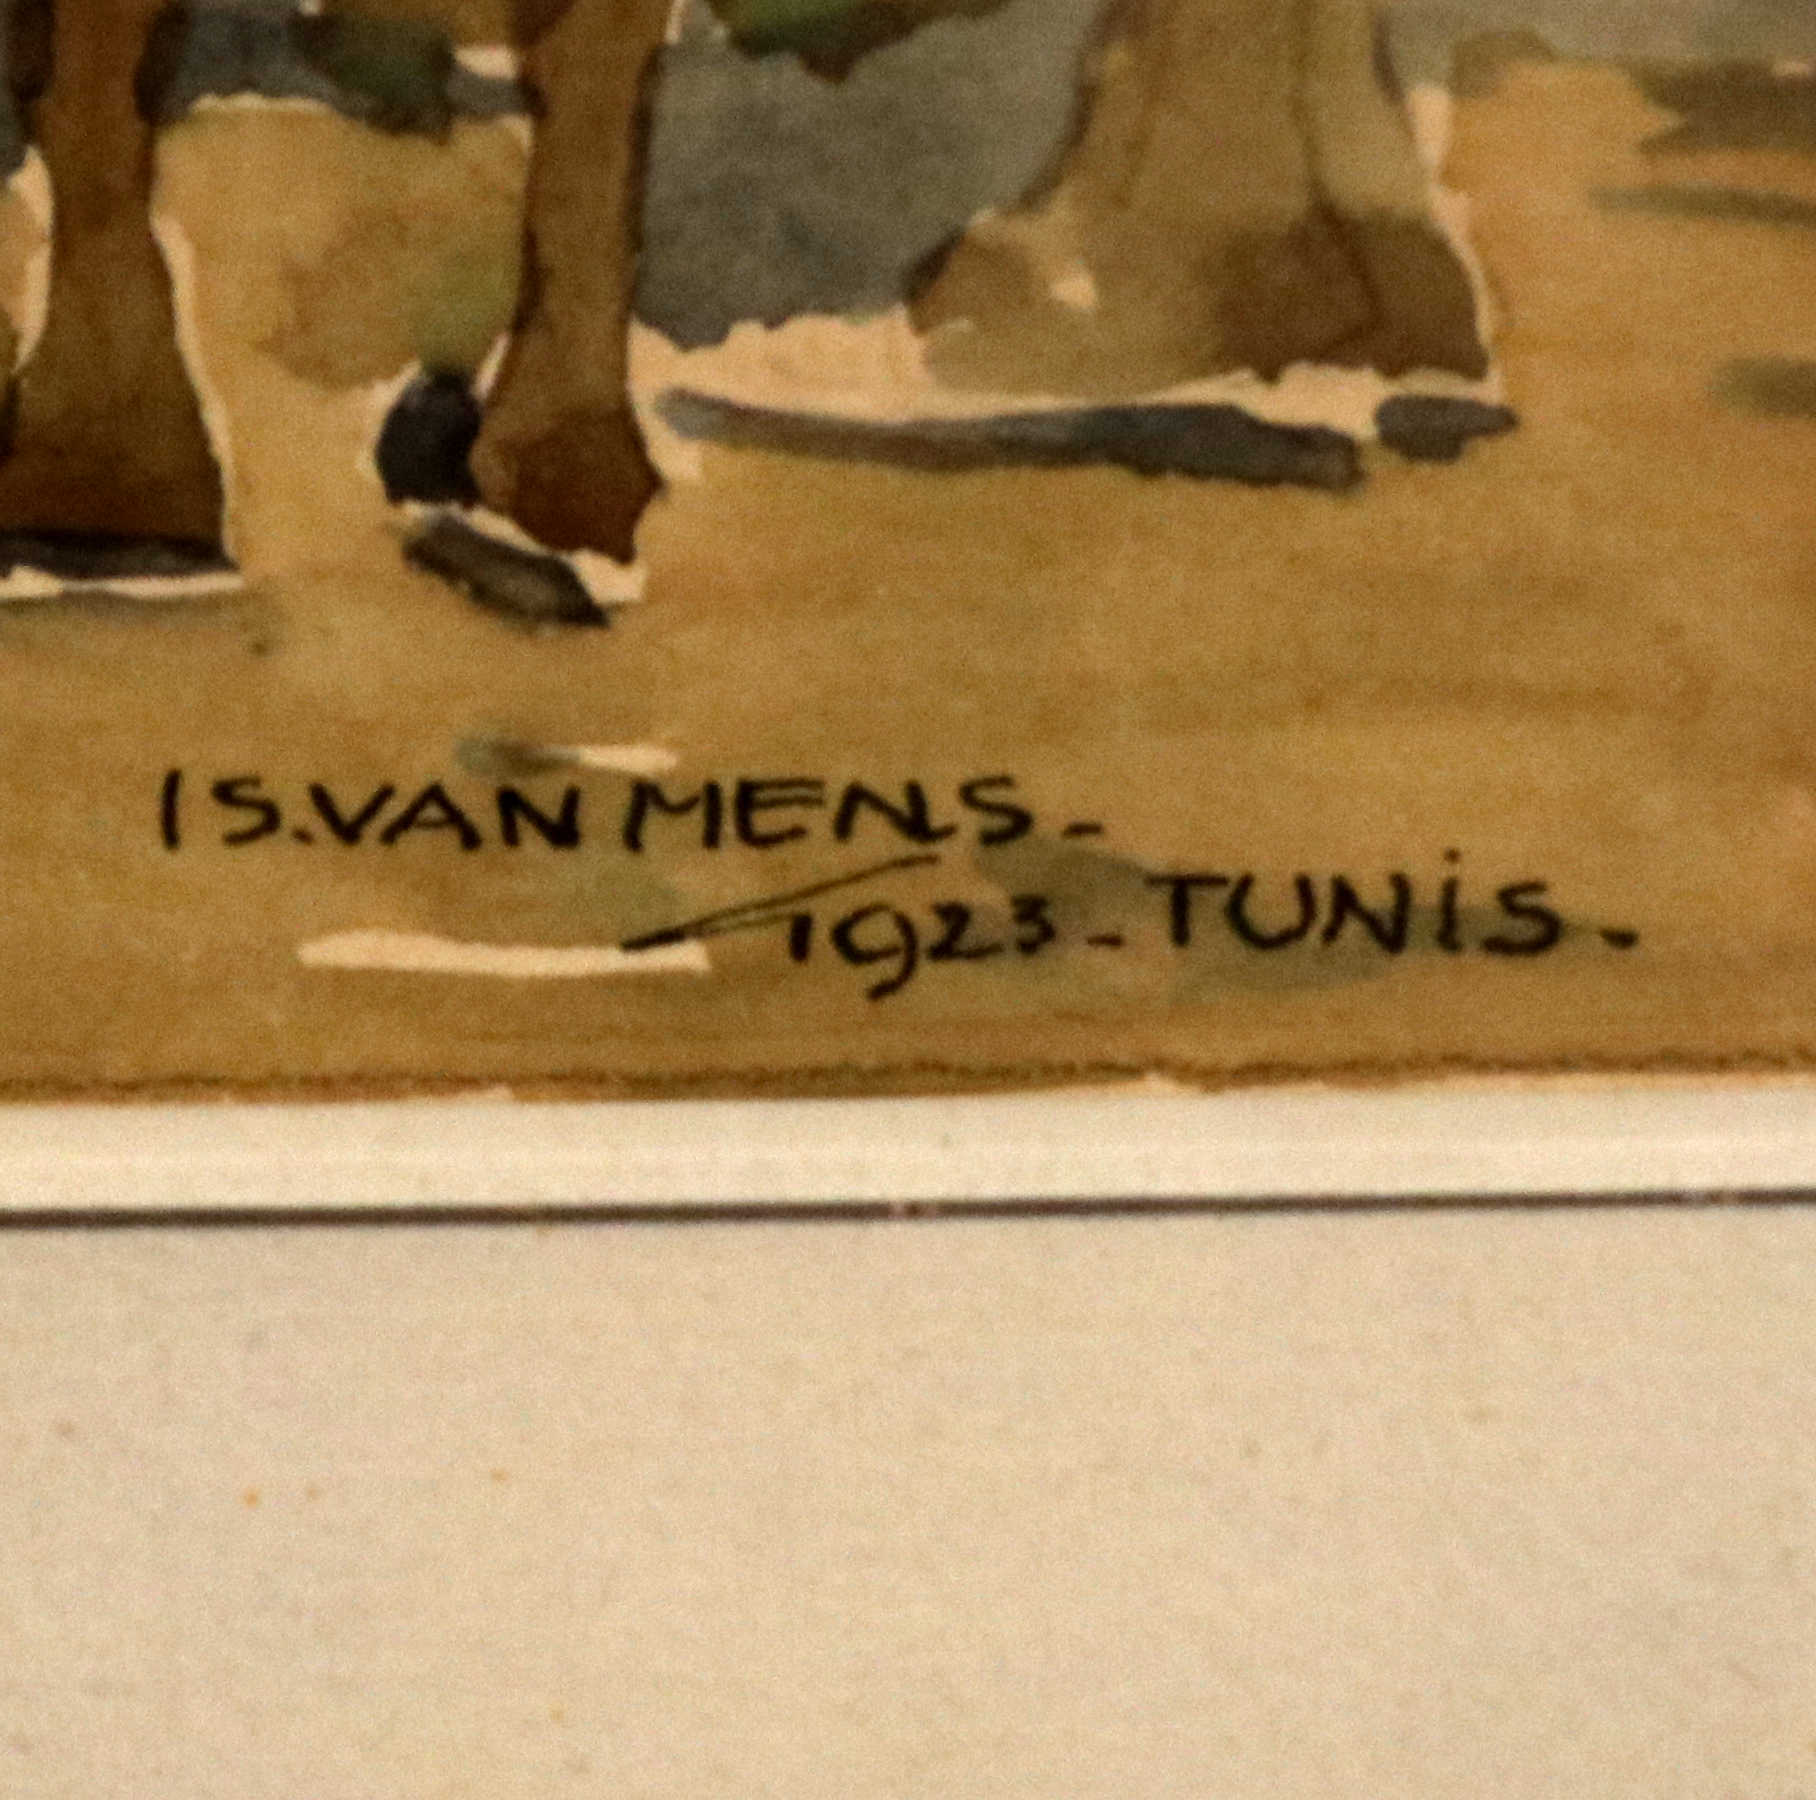 IS. VAN MENS -
1923 - TUNiS.